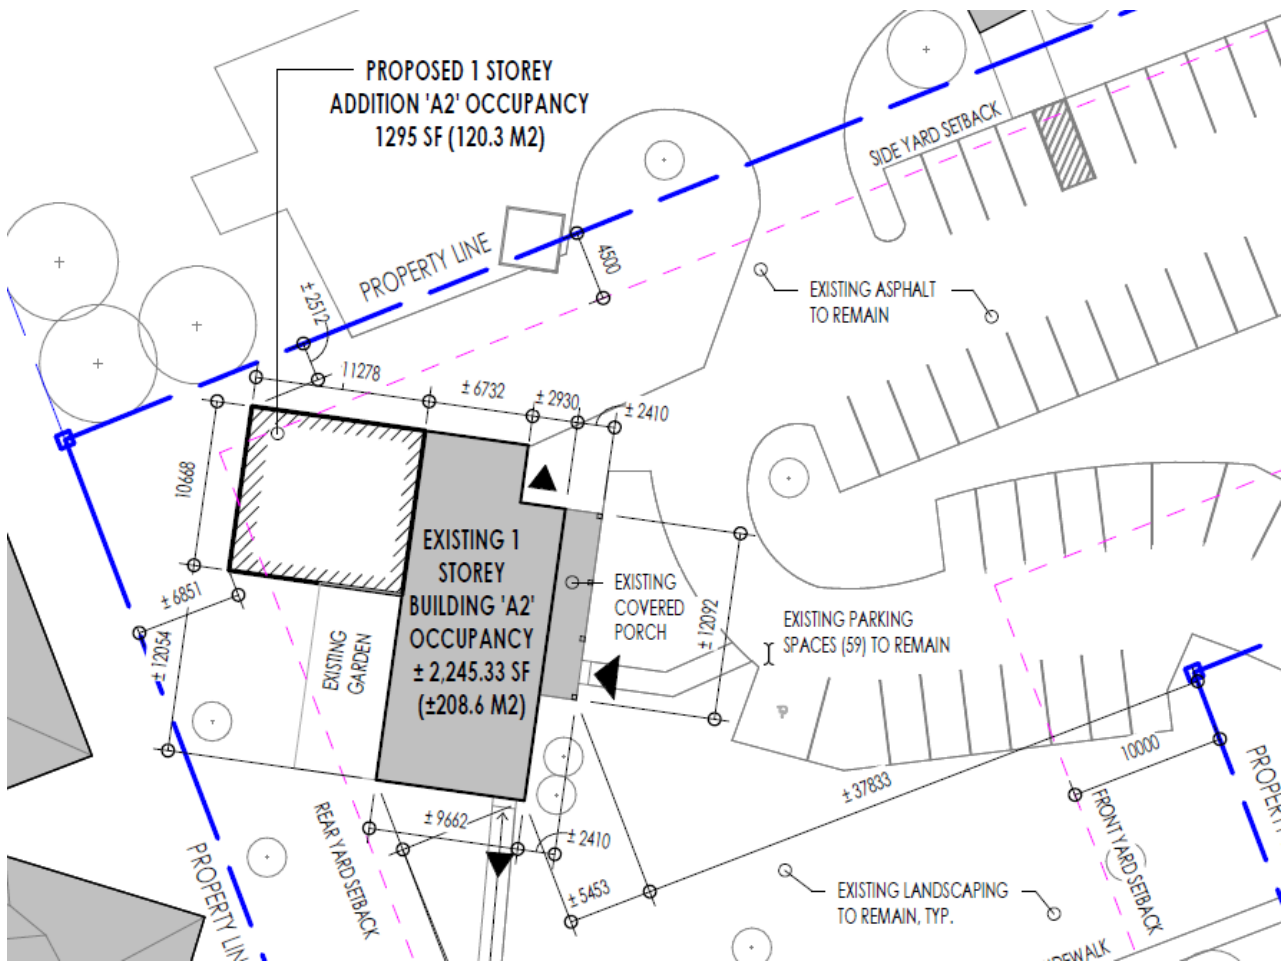 PROPOSED 1 STOREY
ADDITION 'A2' OCCUPANCY
1295 SF (120.3 M2)
SIDE YARD SETBACK
PROPERTY LINE
4500
± 2512
EXISTING ASPHALT
TO REMAIN
11278
± 6732
± 2930
± 2410
10668
EXISTING 1
STOREY
BUILDING 'A2'
OCCUPANCY
± 2,245.33 SF
(±208.6 M2)
EXISTING
COVERED
PORCH
± 12092
EXISTING PARKING
SPACES (59) TO REMAIN
± 6851
± 12054
EXISTING
GARDEN
10000
± 37833
± 9662
± 2410
± 5453
REAR YARD SETBACK
PROPERTY LIN
FRONT YARD SETBACK
PROPERTY
EXISTING LANDSCAPING
TO REMAIN, TYP.
DEWALK